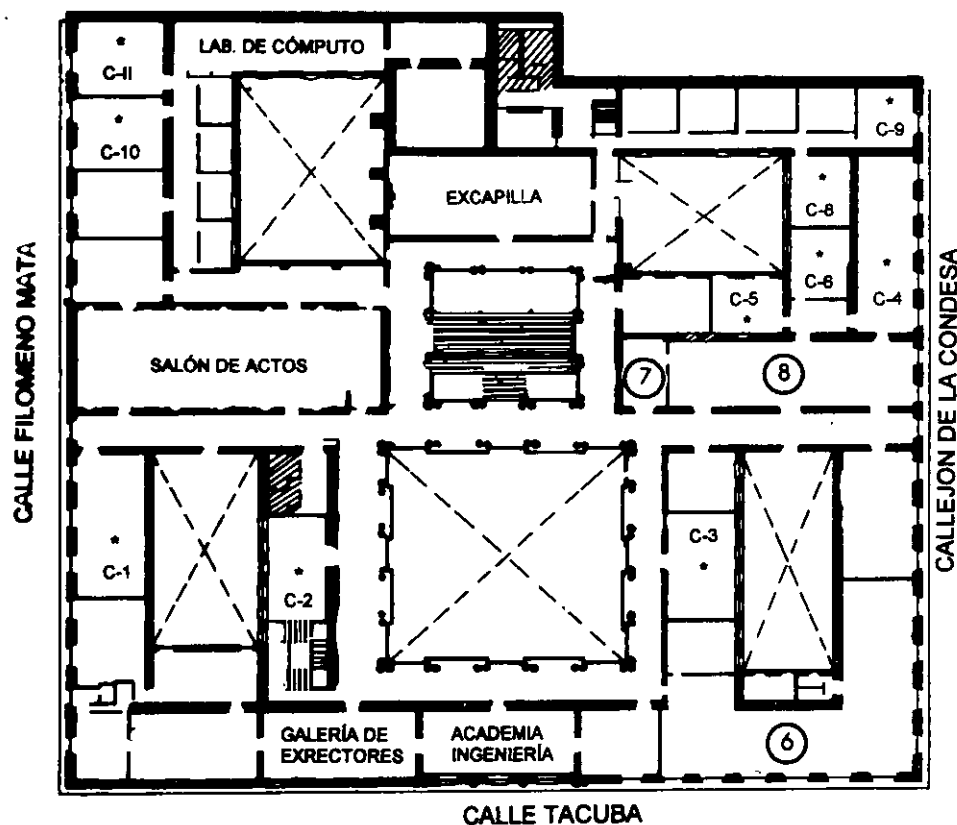 LAB. DE CÓMPUTO
*
C-11
*
C-10
*
C-9
EXCAPILLA
*
C-8
*
C-6
*
C-4
C-5
*
SALÓN DE ACTOS
7
8
CALLE FILOMENO MATA
CALLEJON DE LA CONDESA
*
C-1
*
C-2
C-3
*
GALERÍA DE
EXRECTORES
ACADEMIA
INGENIERÍA
6
CALLE TACUBA